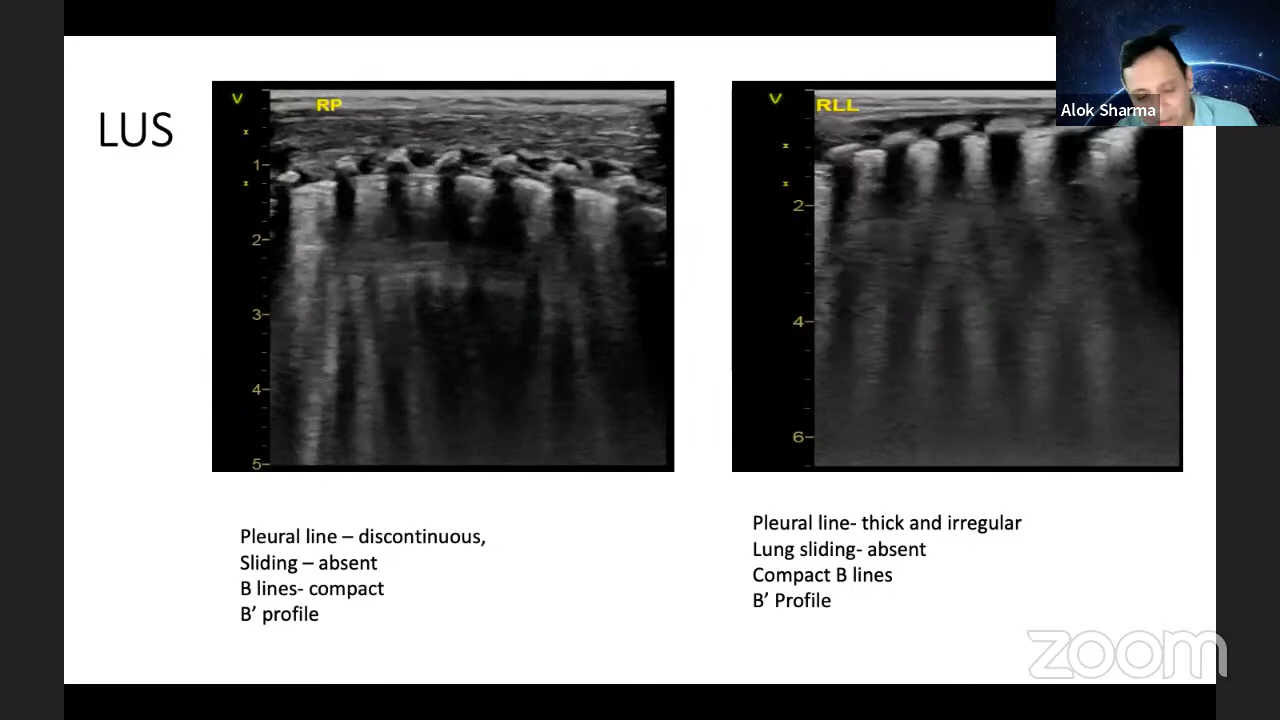 LUS
V
RP
1
2
3
4
5
V
RLL
2
4
6
Alok Sharma
Pleural line – discontinuous,
Sliding – absent
B lines- compact
B’ profile
Pleural line- thick and irregular
Lung sliding- absent
Compact B lines
B’ Profile
zoom